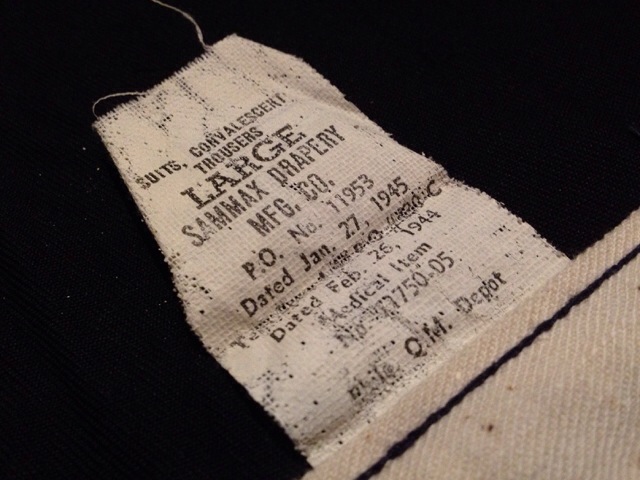 SUITS, CONVALESCENT
TROUSERS
LARGE
SAMMAX DRAPERY
MFG. CO.
P.O. No. 11953
Dated Jan. 27, 1945
Dated Feb. 26, 1944
Medical Item
No
Q.M. Depot